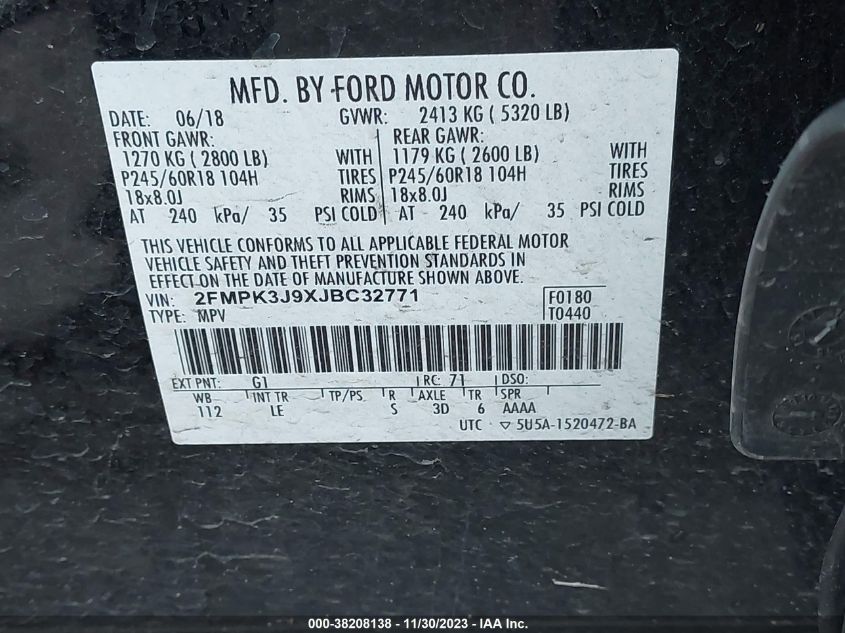 MFD. BY FORD MOTOR CO.
DATE: 06/18 GVWR: 2413 KG ( 5320 LB)
FRONT GAWR: REAR GAWR:
1270 KG ( 2800 LB) WITH 1179 KG ( 2600 LB) WITH
P245/60R18 104H TIRES P245/60R18 104H TIRES
18x8.0J RIMS 18x8.0J RIMS
AT 240 kPa/ 35 PSI COLD AT 240 kPa/ 35 PSI COLD
THIS VEHICLE CONFORMS TO ALL APPLICABLE FEDERAL MOTOR
VEHICLE SAFETY AND THEFT PREVENTION STANDARDS IN
EFFECT ON THE DATE OF MANUFACTURE SHOWN ABOVE.
VIN: 2FMPK3J9XJBC32771 F0180
TYPE: MPV T0440
EXT PNT: G1 RC: 71 DSO:
WB INT TR TP/PS R AXLE TR SPR
112 LE S 3D 6 AAAA
UTC ▽ 5U5A-1520472-BA
000-38208138 - 11/30/2023 - IAA Inc.